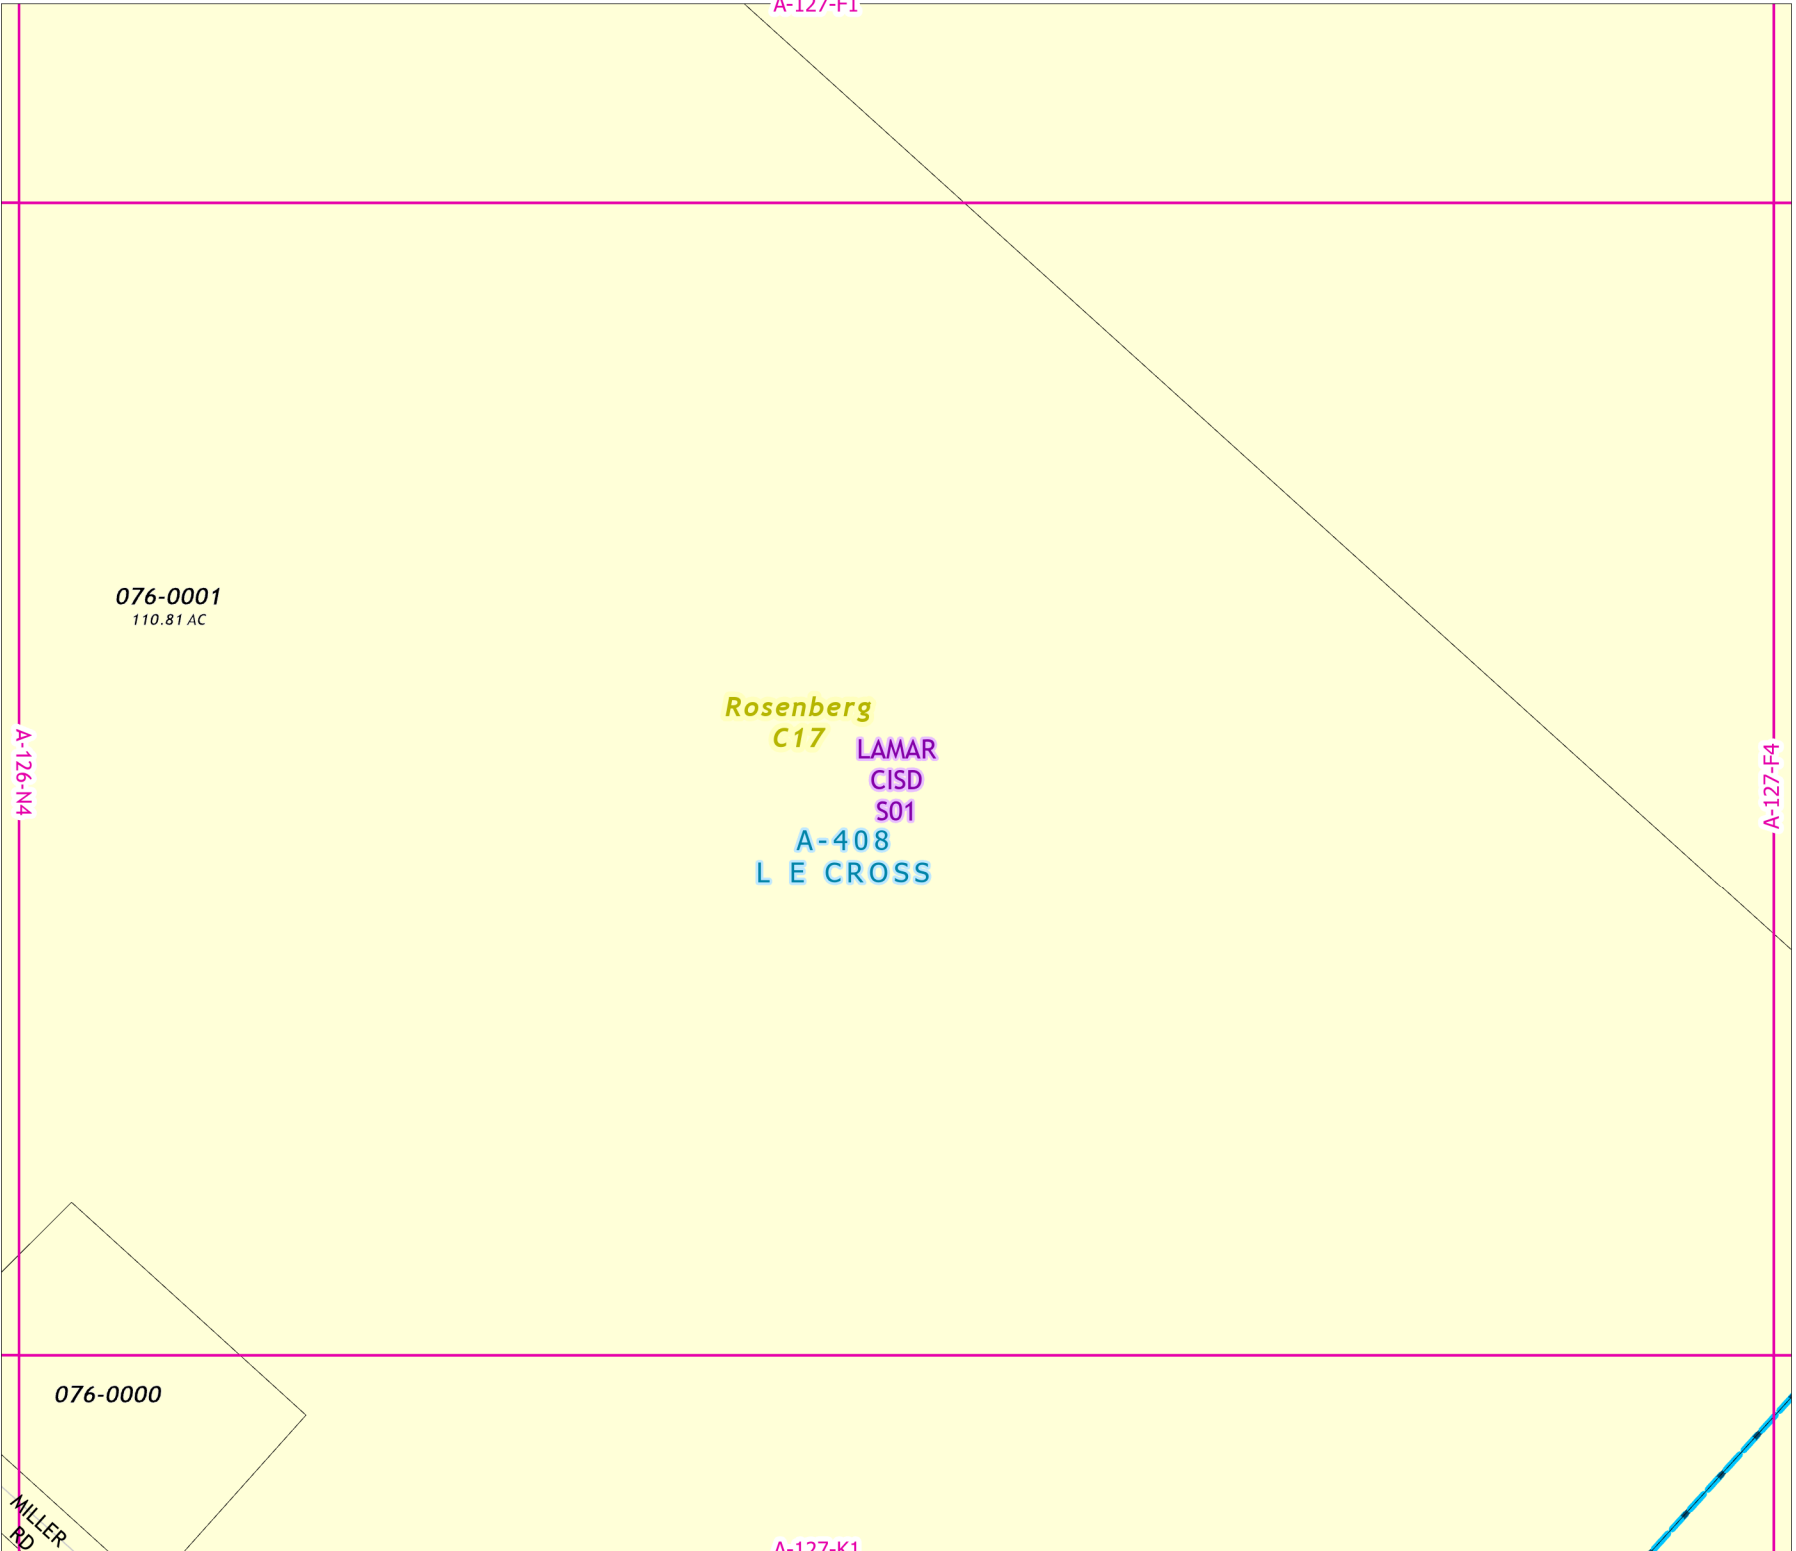 A-127-F1
076-0001
110.81 AC
Rosenberg
C17
LAMAR
CISD
S01
A-126-N4
A-127-F4
A-408
L E CROSS
076-0000
MILLER
RD
A-127-K1